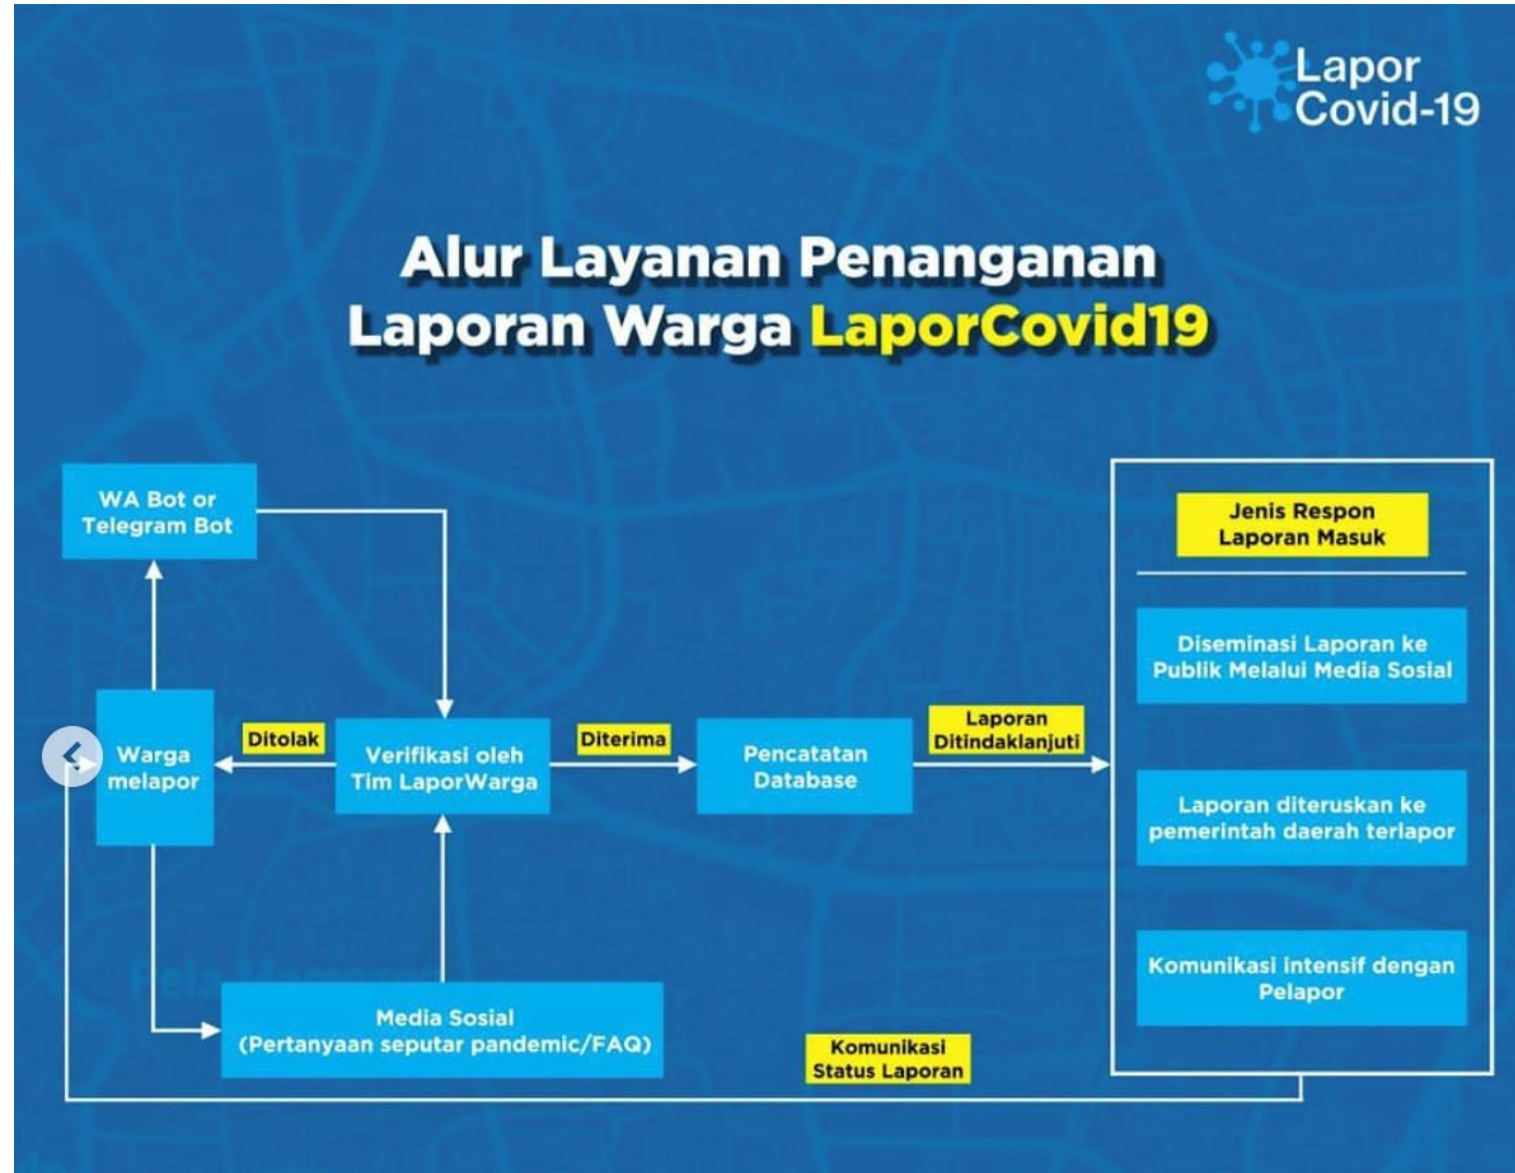 Lapor
Covid-19
Alur Layanan Penanganan
Laporan Warga LaporCovid19
WA Bot or
Telegram Bot
Warga
melapor
Ditolak
Verifikasi oleh
Tim LaporWarga
Diterima
Pencatatan
Database
Laporan
Ditindaklanjuti
Media Sosial
(Pertanyaan seputar pandemic/FAQ)
Komunikasi
Status Laporan
Jenis Respon
Laporan Masuk
Diseminasi Laporan ke
Publik Melalui Media Sosial
Laporan diteruskan ke
pemerintah daerah terlapor
Komunikasi intensif dengan
Pelapor